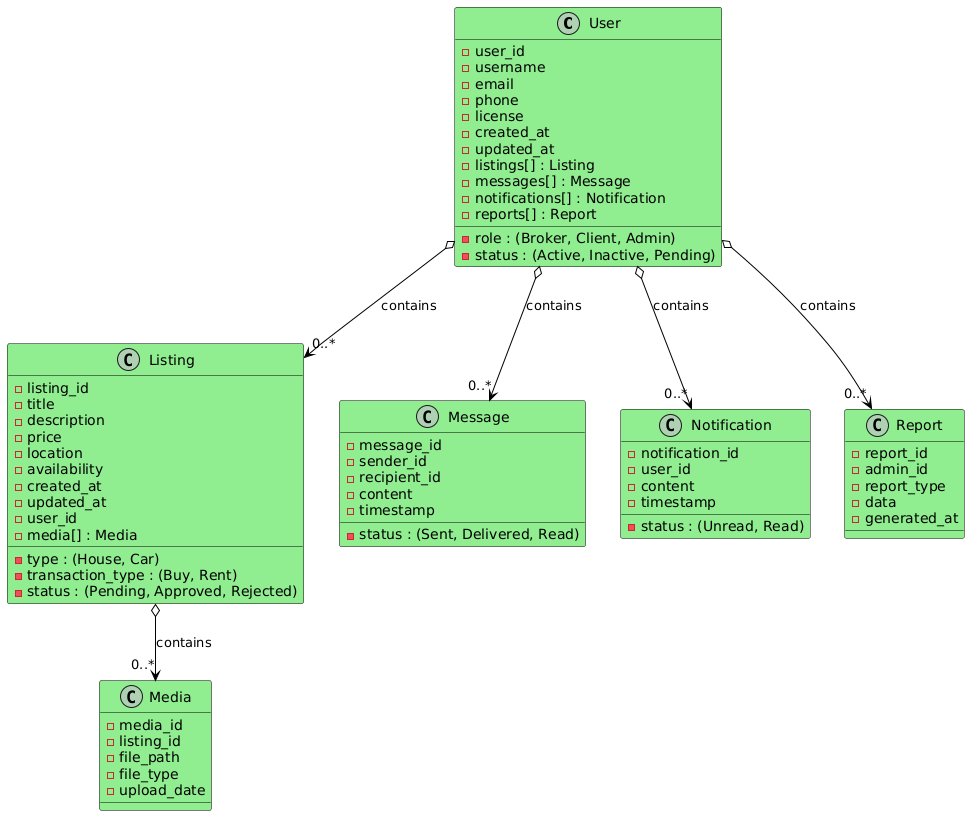 C User
user_id
username
email
phone
license
created_at
updated_at
listings[] : Listing
messages[] : Message
notifications[] : Notification
reports[] : Report
role : (Broker, Client, Admin)
status : (Active, Inactive, Pending)
contains
contains
contains
contains
0..*
0..*
0..*
0..*
C Listing
listing_id
title
description
price
location
availability
created_at
updated_at
user_id
media[] : Media
type : (House, Car)
transaction_type : (Buy, Rent)
status : (Pending, Approved, Rejected)
C Message
message_id
sender_id
recipient_id
content
timestamp
status : (Sent, Delivered, Read)
C Notification
notification_id
user_id
content
timestamp
status : (Unread, Read)
C Report
report_id
admin_id
report_type
data
generated_at
contains
0..*
C Media
media_id
listing_id
file_path
file_type
upload_date